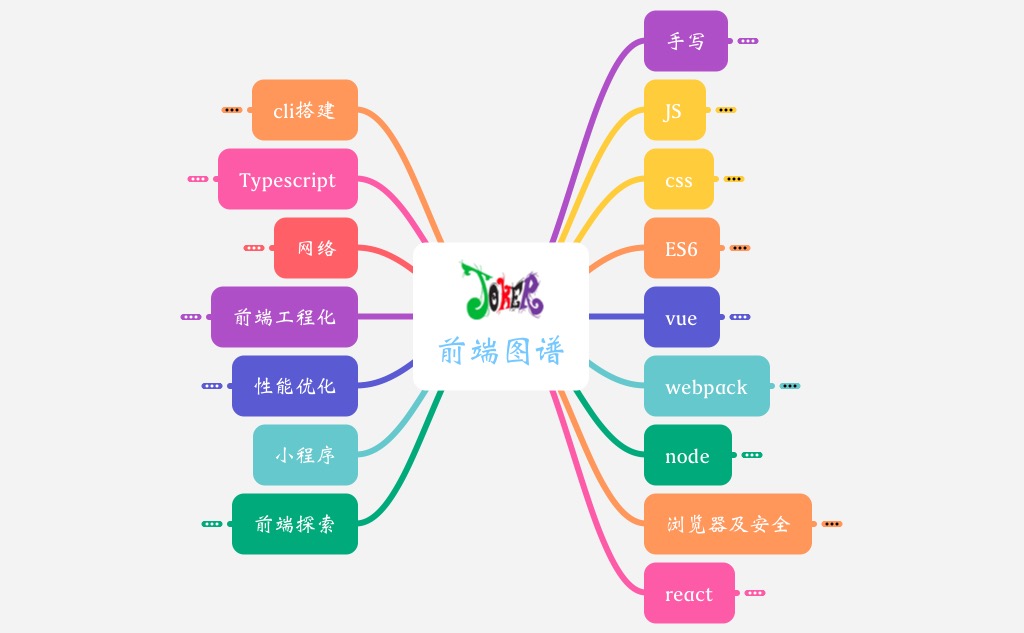 JOKER
前端图谱
手写
JS
css
ES6
vue
webpack
node
浏览器及安全
react
cli搭建
Typescript
网络
前端工程化
性能优化
小程序
前端探索